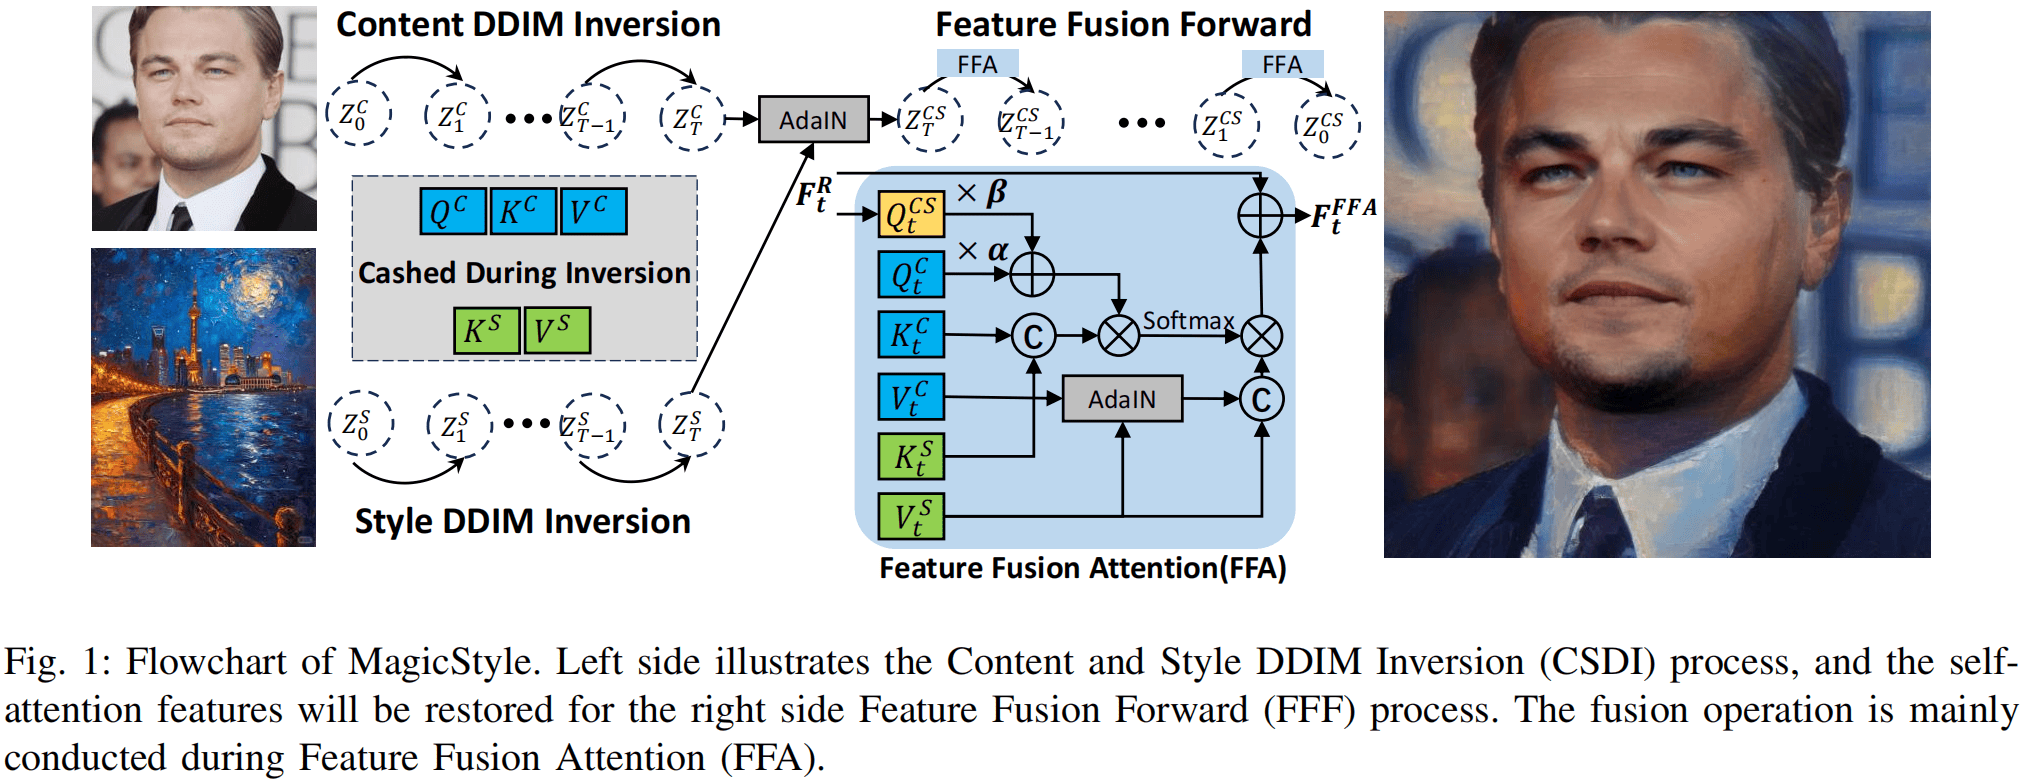 Content DDIM Inversion
Feature Fusion Forward
FFA
FFA
Z_0^C Z_1^C ••• Z_{T−1}^C Z_T^C
AdaIN
Z_T^{CS} Z_{T−1}^{CS} ••• Z_1^{CS} Z_0^{CS}
Q^C K^C V^C
Cashed During Inversion
K^S V^S
Z_0^S Z_1^S ••• Z_{T−1}^S Z_T^S
Style DDIM Inversion
F_t^R
Q_t^{CS} × β
F_t^{FFA}
Q_t^C × α
K_t^C
C
Softmax
V_t^C
AdaIN
C
K_t^S
V_t^S
Feature Fusion Attention(FFA)
Fig. 1: Flowchart of MagicStyle. Left side illustrates the Content and Style DDIM Inversion (CSDI) process, and the self-
attention features will be restored for the right side Feature Fusion Forward (FFF) process. The fusion operation is mainly
conducted during Feature Fusion Attention (FFA).